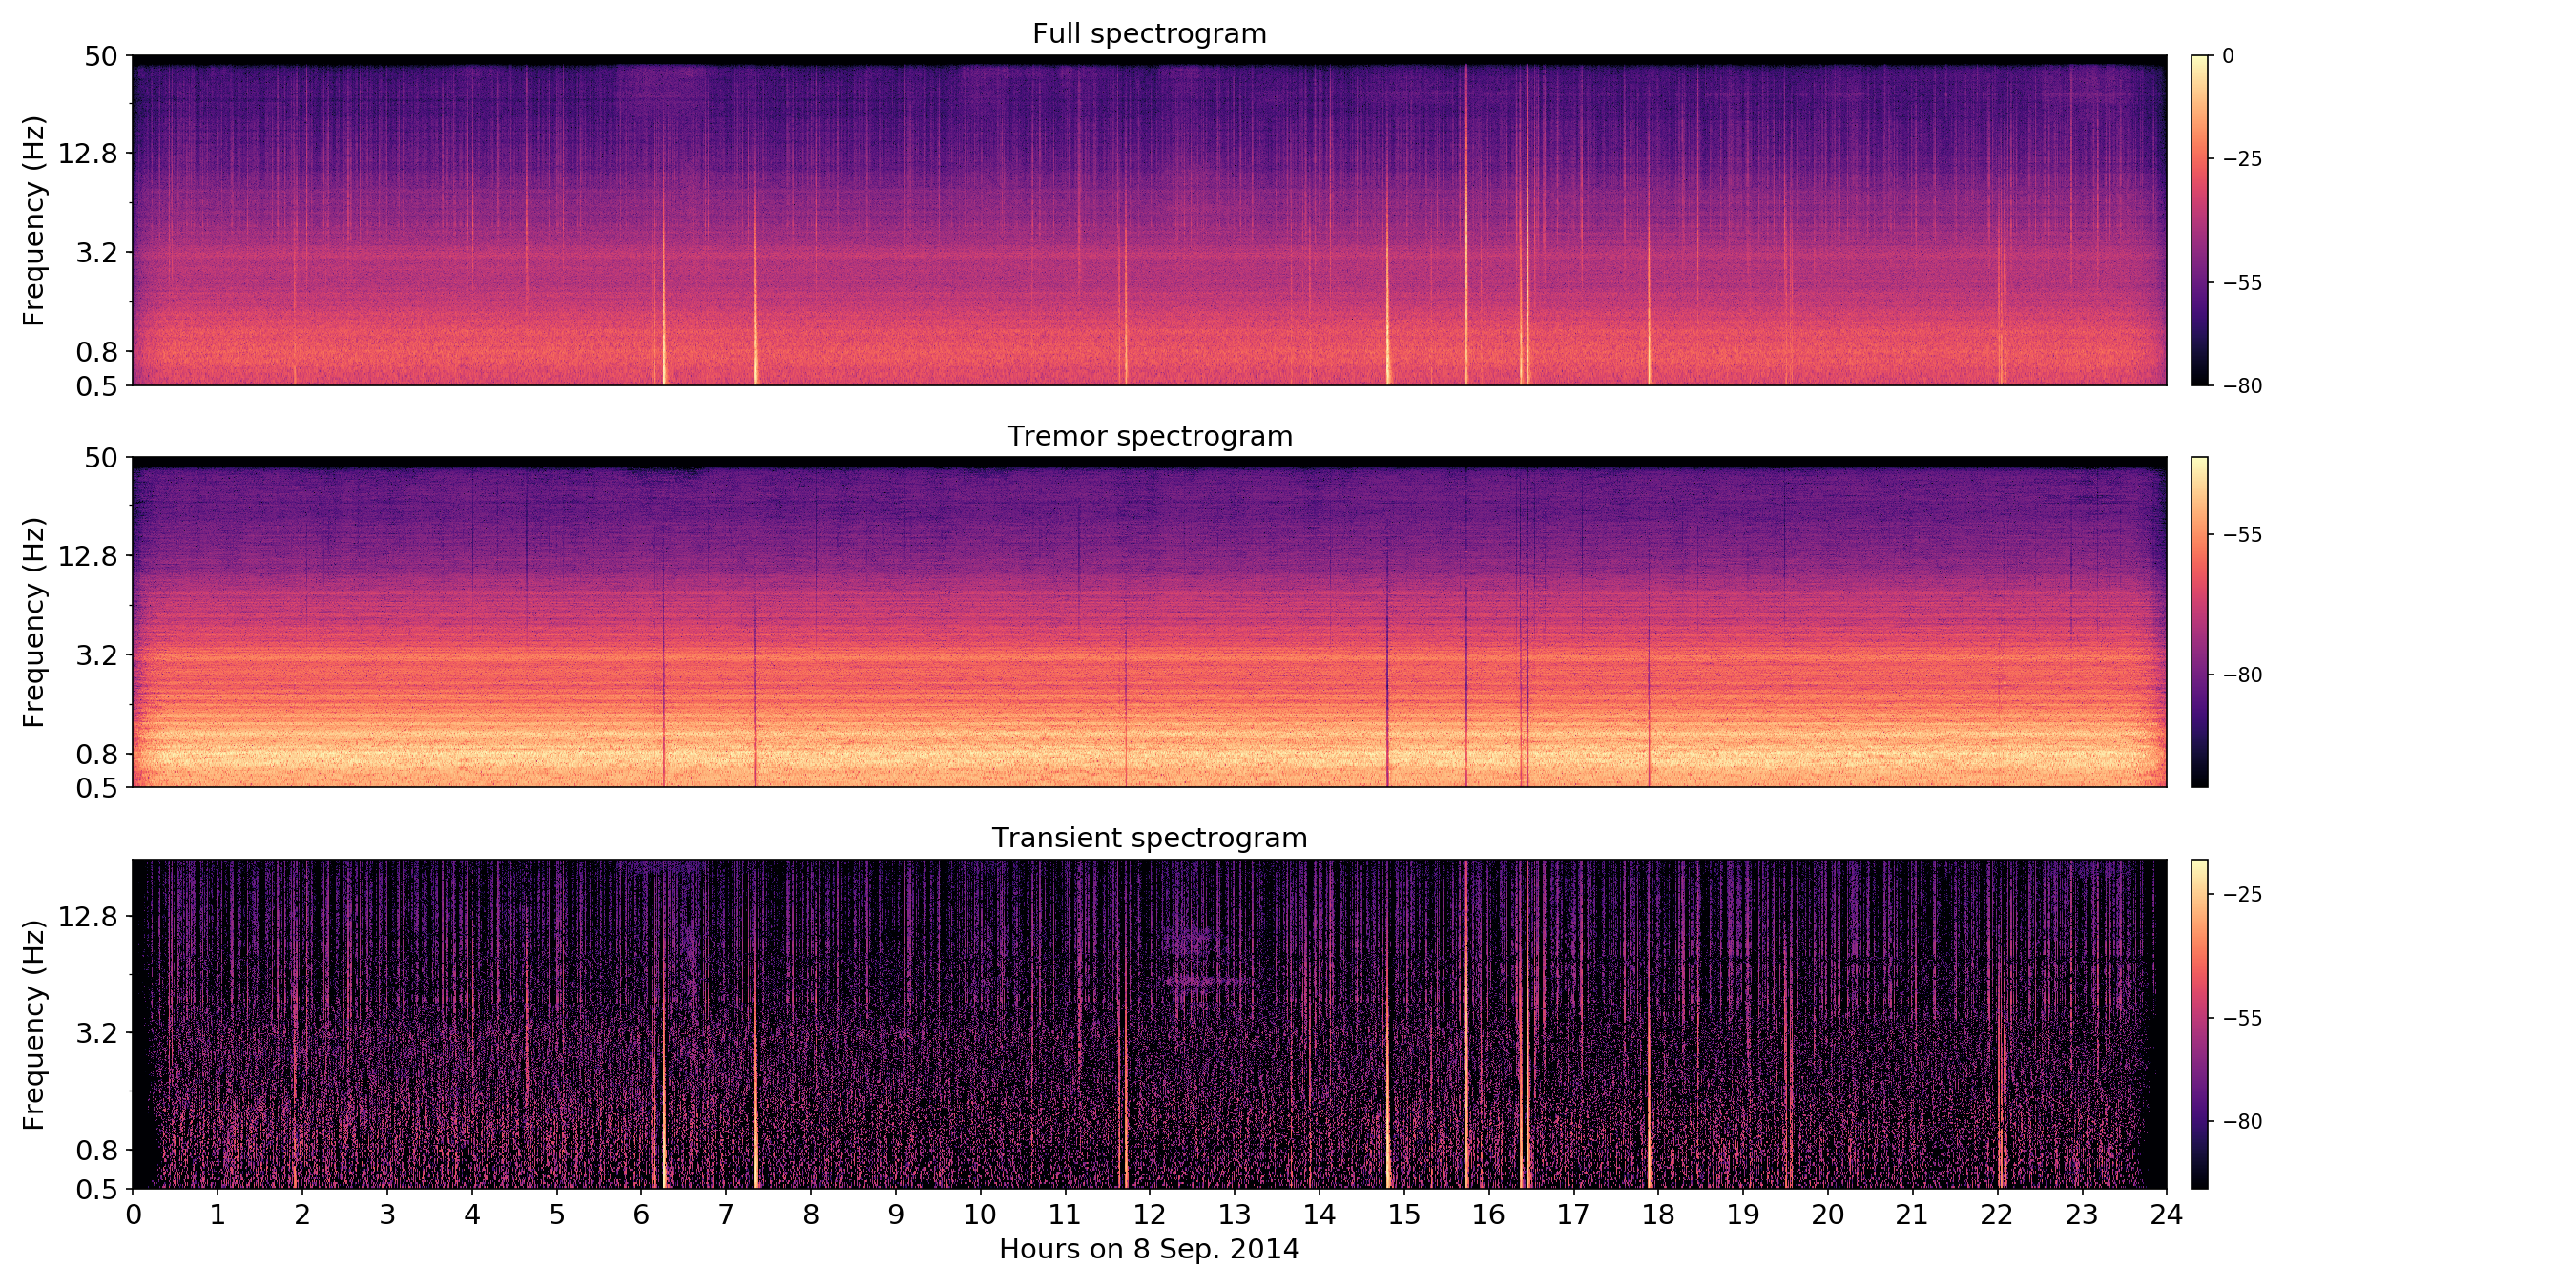 Full spectrogram
50
12.8
3.2
0.8
0.5
Frequency (Hz)
0
−25
−55
−80
Tremor spectrogram
50
12.8
3.2
0.8
0.5
Frequency (Hz)
−55
−80
Transient spectrogram
12.8
3.2
0.8
0.5
Frequency (Hz)
−25
−55
−80
0 1 2 3 4 5 6 7 8 9 10 11 12 13 14 15 16 17 18 19 20 21 22 23 24
Hours on 8 Sep. 2014